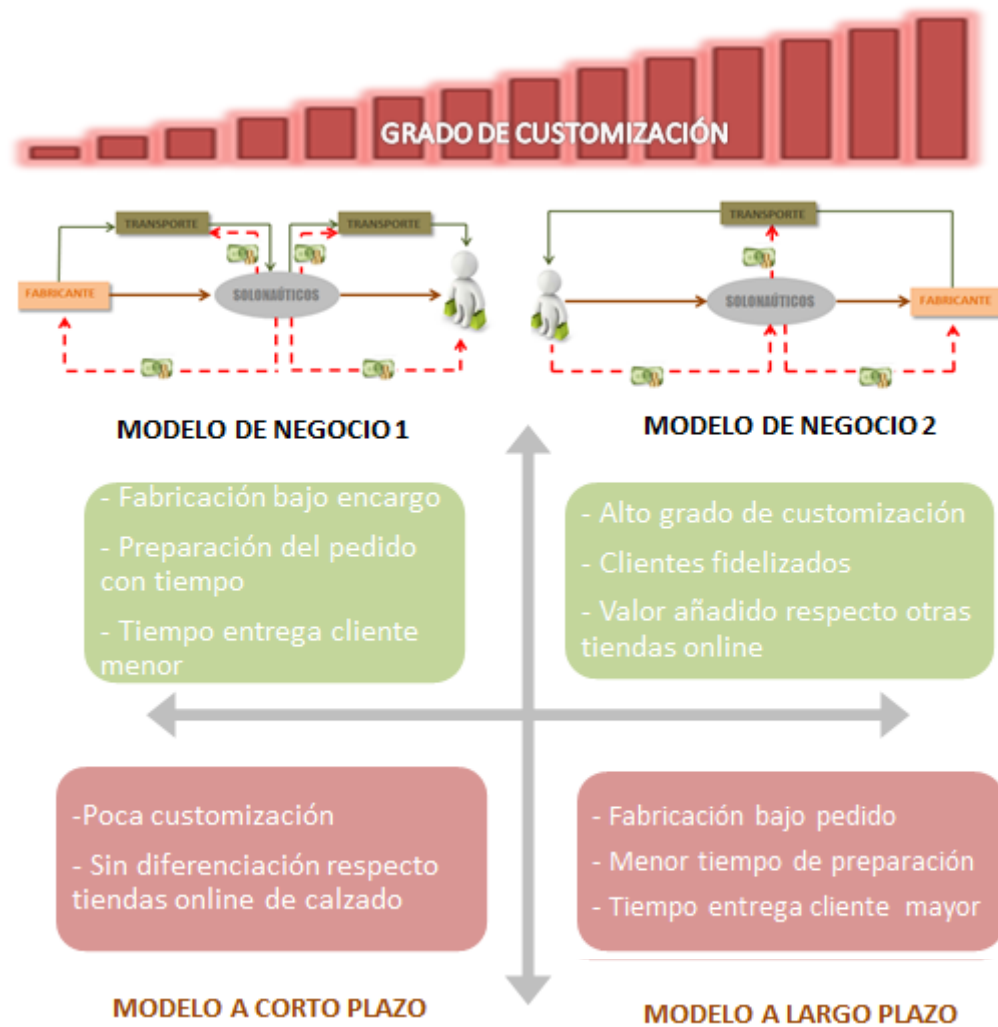 GRADO DE CUSTOMIZACIÓN
TRANSPORTE
TRANSPORTE
FABRICANTE
SOLONAÚTICOS
TRANSPORTE
SOLONAÚTICOS
FABRICANTE
MODELO DE NEGOCIO 1
MODELO DE NEGOCIO 2
- Fabricación bajo encargo
- Preparación del pedido
con tiempo
- Tiempo entrega cliente
menor
- Alto grado de customización
- Clientes fidelizados
- Valor añadido respecto otras
tiendas online
-Poca customización
- Sin diferenciación respecto
tiendas online de calzado
- Fabricación bajo pedido
- Menor tiempo de preparación
- Tiempo entrega cliente mayor
MODELO A CORTO PLAZO
MODELO A LARGO PLAZO